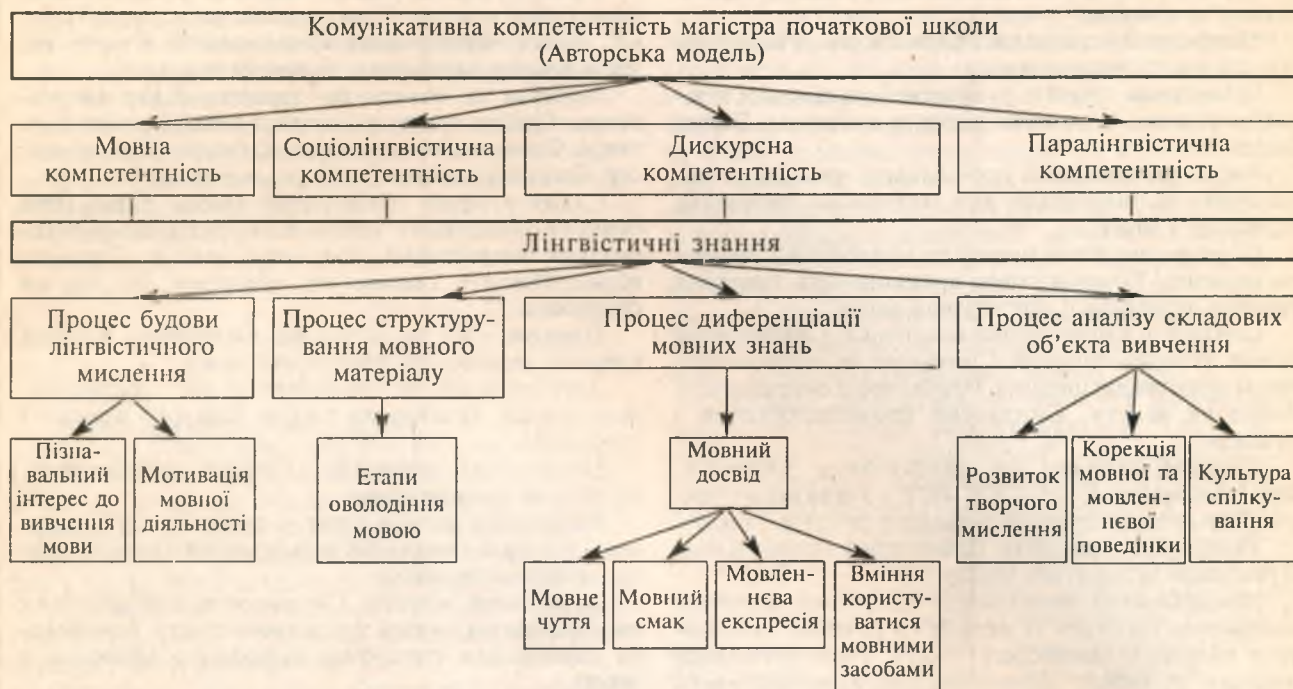 Комунікативна компетентність магістра початкової школи
(Авторська модель)
Мовна
компетентність
Соціолінгвістична
компетентність
Дискурсна
компетентність
Паралінгвістична
компетентність
Лінгвістичні знання
Процес будови
лінгвістичного
мислення
Процес структуру-
вання мовного
матеріалу
Процес диференціації
мовних знань
Процес аналізу складових
об’єкта вивчення
Пізна-
вальний
інтерес до
вивчення
мови
Мотивація
мовної
діяльності
Етапи
оволодіння
мовою
Мовний
досвід
Розвиток
творчого
мислення
Корекція
мовної та
мовлен-
нєвої
поведінки
Культура
спілку-
вання
Мовне
чуття
Мовний
смак
Мовлен-
нєва
експресія
Вміння
користу-
ватися
мовними
засобами